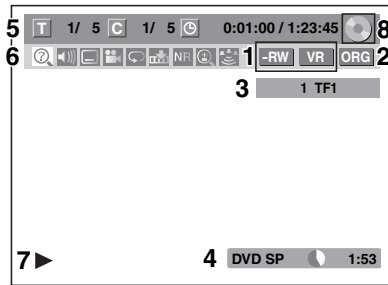 5 T 1/ 5 C 1/ 5 0:01:00 / 1:23:45 8
6 NR 1 -RW VR ORG 2
3 1 TF1
7 4 DVD SP 1:53